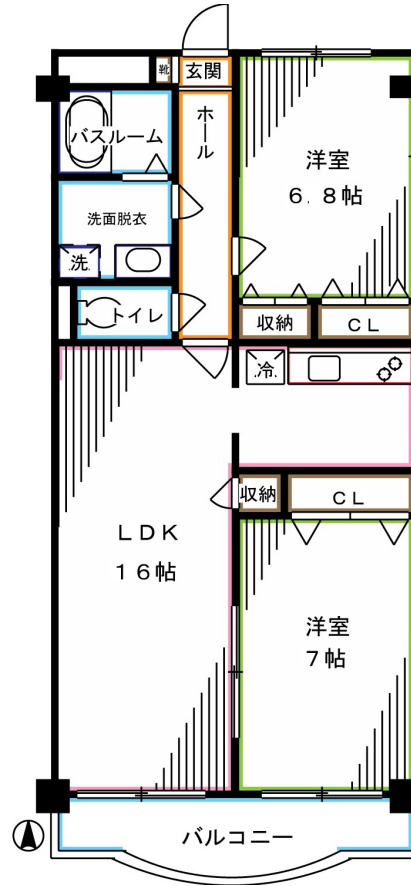 靴
玄関
ホール
バスルーム
洋室
6.8帖
洗面脱衣
洗
トイレ
収納
CL
冷
収納
CL
LDK
16帖
洋室
7帖
バルコニー